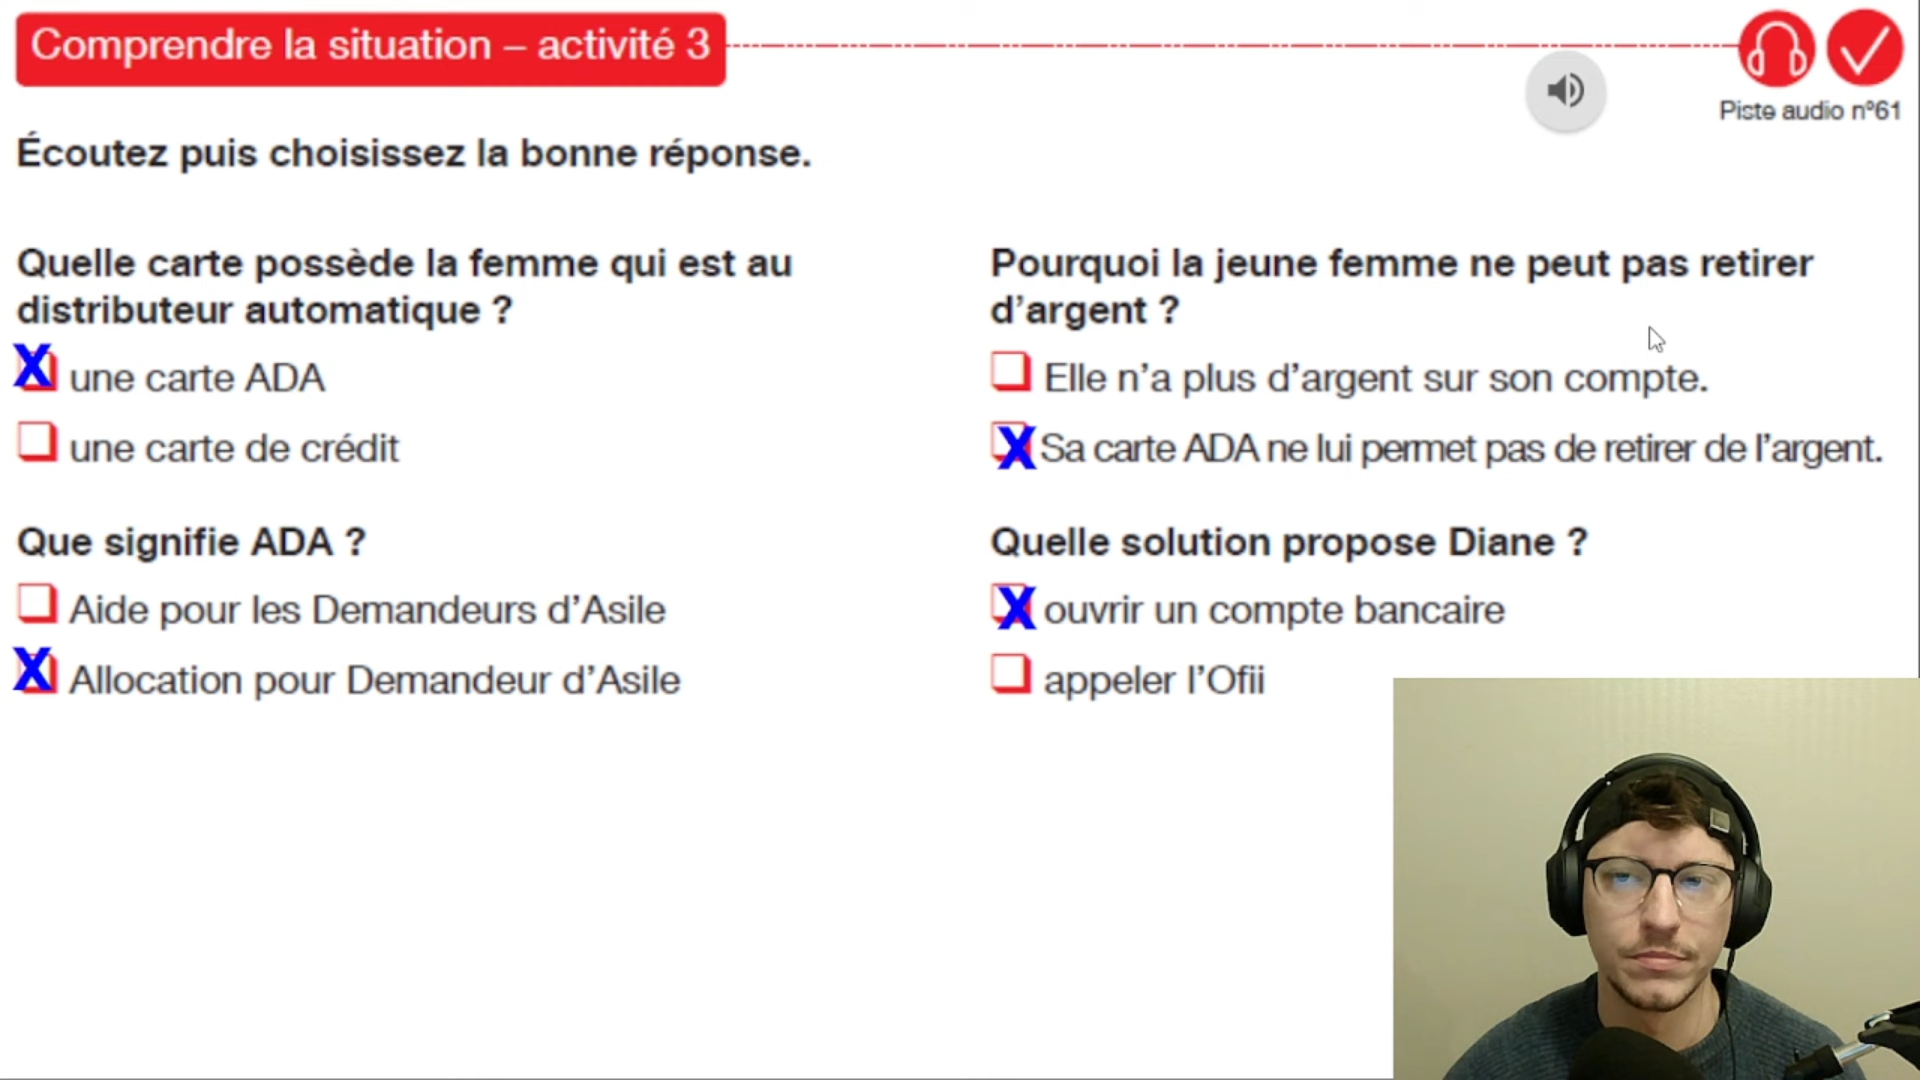 Comprendre la situation – activité 3
Piste audio nº61
Écoutez puis choisissez la bonne réponse.
Quelle carte possède la femme qui est au
distributeur automatique ?
X une carte ADA
une carte de crédit
Que signifie ADA ?
Aide pour les Demandeurs d’Asile
X Allocation pour Demandeur d’Asile
Pourquoi la jeune femme ne peut pas retirer
d’argent ?
Elle n’a plus d’argent sur son compte.
X Sa carte ADA ne lui permet pas de retirer de l’argent.
Quelle solution propose Diane ?
X ouvrir un compte bancaire
appeler l’Ofii